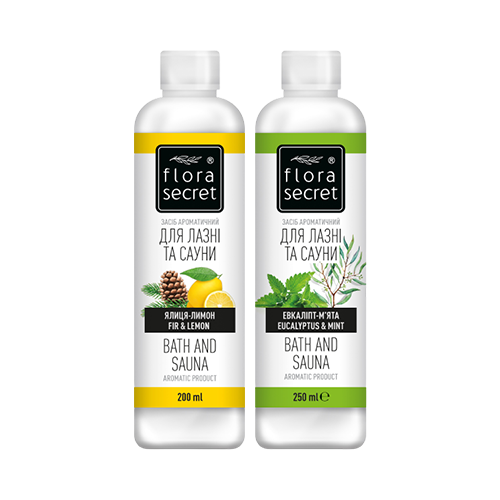 ®
flora
secret
ЗАСІБ АРОМАТИЧНИЙ
ДЛЯ ЛАЗНІ
ТА САУНИ
ЯЛИЦЯ-ЛИМОН
FIR & LEMON
BATH AND
SAUNA
AROMATIC PRODUCT
200 ml
®
flora
secret
ЗАСІБ АРОМАТИЧНИЙ
ДЛЯ ЛАЗНІ
ТА САУНИ
ЕВКАЛІПТ-М'ЯТА
EUCALYPTUS & MINT
BATH AND
SAUNA
AROMATIC PRODUCT
250 ml ℮